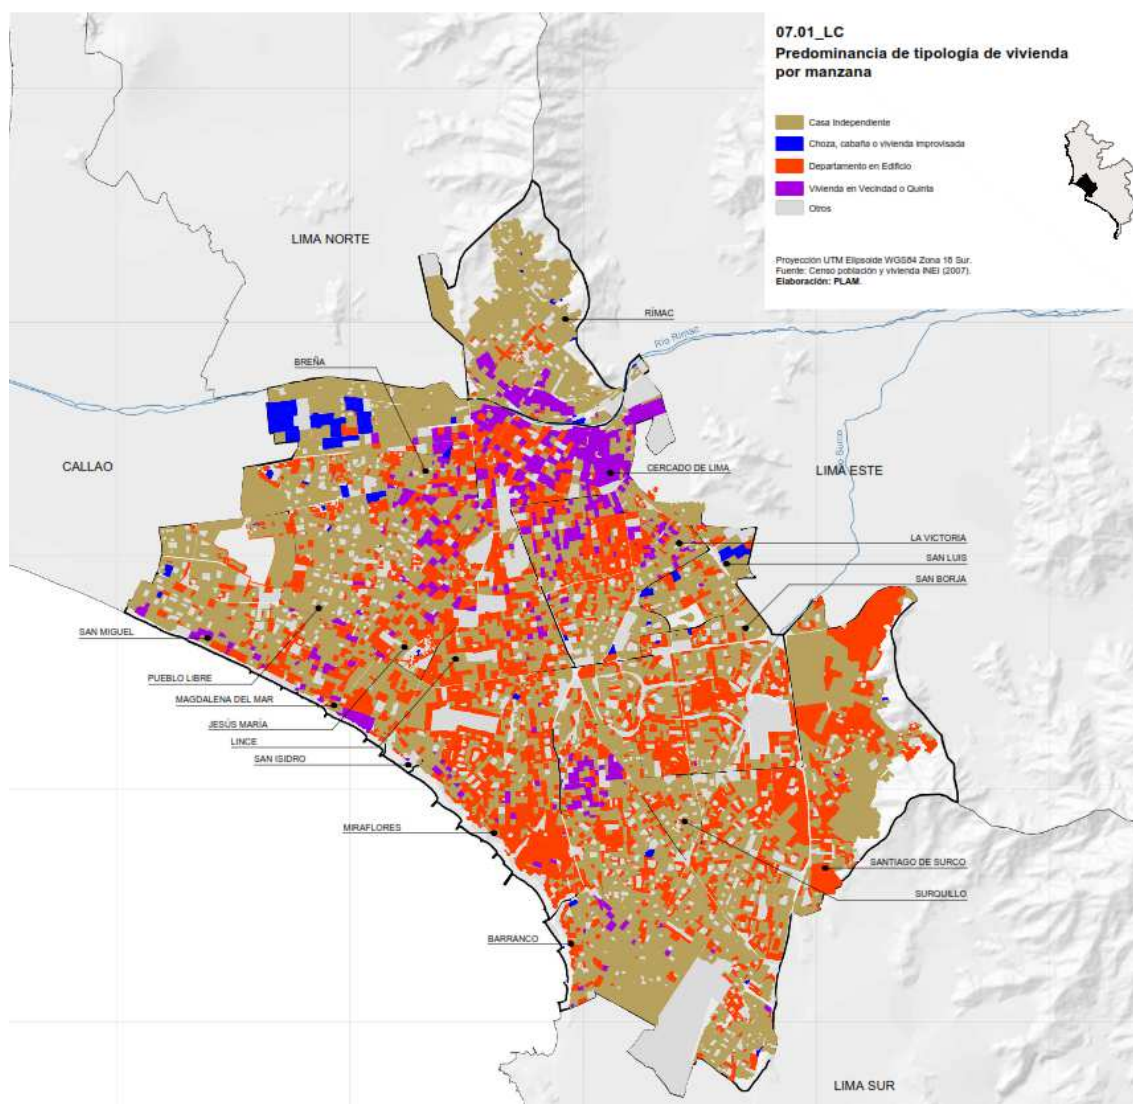 07.01_LC
Predominancia de tipología de vivienda
por manzana
Casa Independiente
Choza, cabaña o vivienda improvisada
Departamento en Edificio
Vivienda en Vecindad o Quinta
Otros
Proyección UTM Elipsoide WGS84 Zona 18 Sur.
Fuente: Censo población y vivienda INEI (2007).
Elaboración: PLAM.
LIMA NORTE
RÍMAC
Río Rímac
BREÑA
CALLAO
CERCADO DE LIMA
LIMA ESTE
Río Surco
LA VICTORIA
SAN LUIS
SAN BORJA
SAN MIGUEL
PUEBLO LIBRE
MAGDALENA DEL MAR
JESÚS MARÍA
LINCE
SAN ISIDRO
MIRAFLORES
SANTIAGO DE SURCO
SURQUILLO
BARRANCO
LIMA SUR